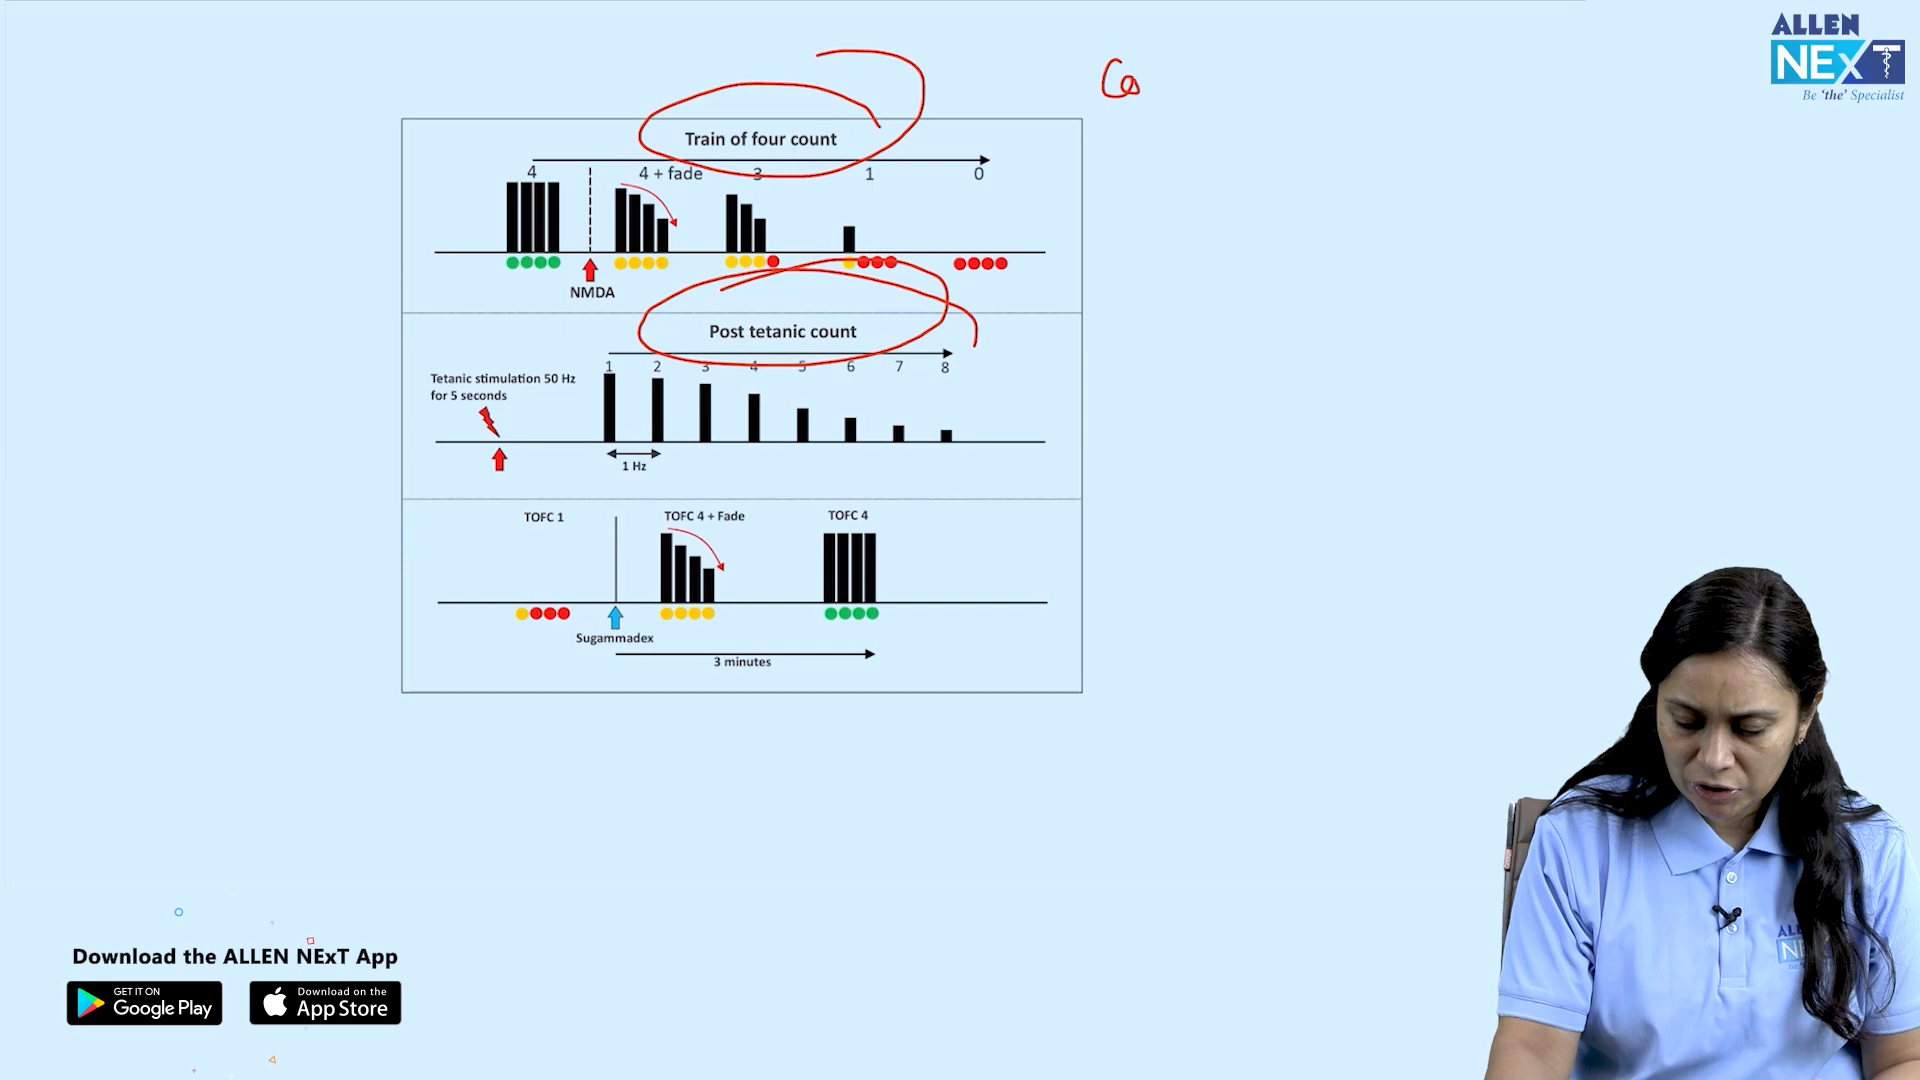 ALLEN
NExT
Be 'the' Specialist
Train of four count
4
4 + fade
3
1
0
NMDA
Post tetanic count
1 2 3 4 5 6 7 8
Tetanic stimulation 50 Hz
for 5 seconds
1 Hz
TOFC 1
TOFC 4 + Fade
TOFC 4
Sugammadex
3 minutes
Download the ALLEN NExT App
GET IT ON
Google Play
Download on the
App Store